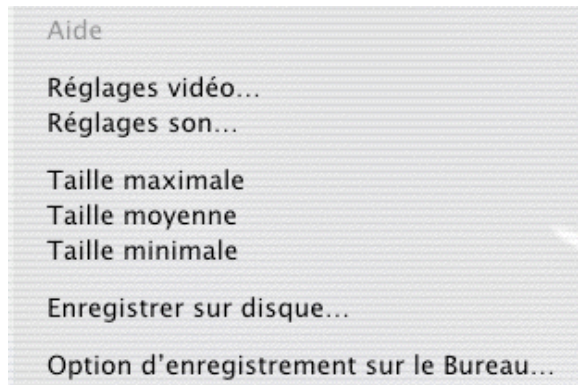 Aide
Réglages vidéo...
Réglages son...
Taille maximale
Taille moyenne
Taille minimale
Enregistrer sur disque...
Option d'enregistrement sur le Bureau...